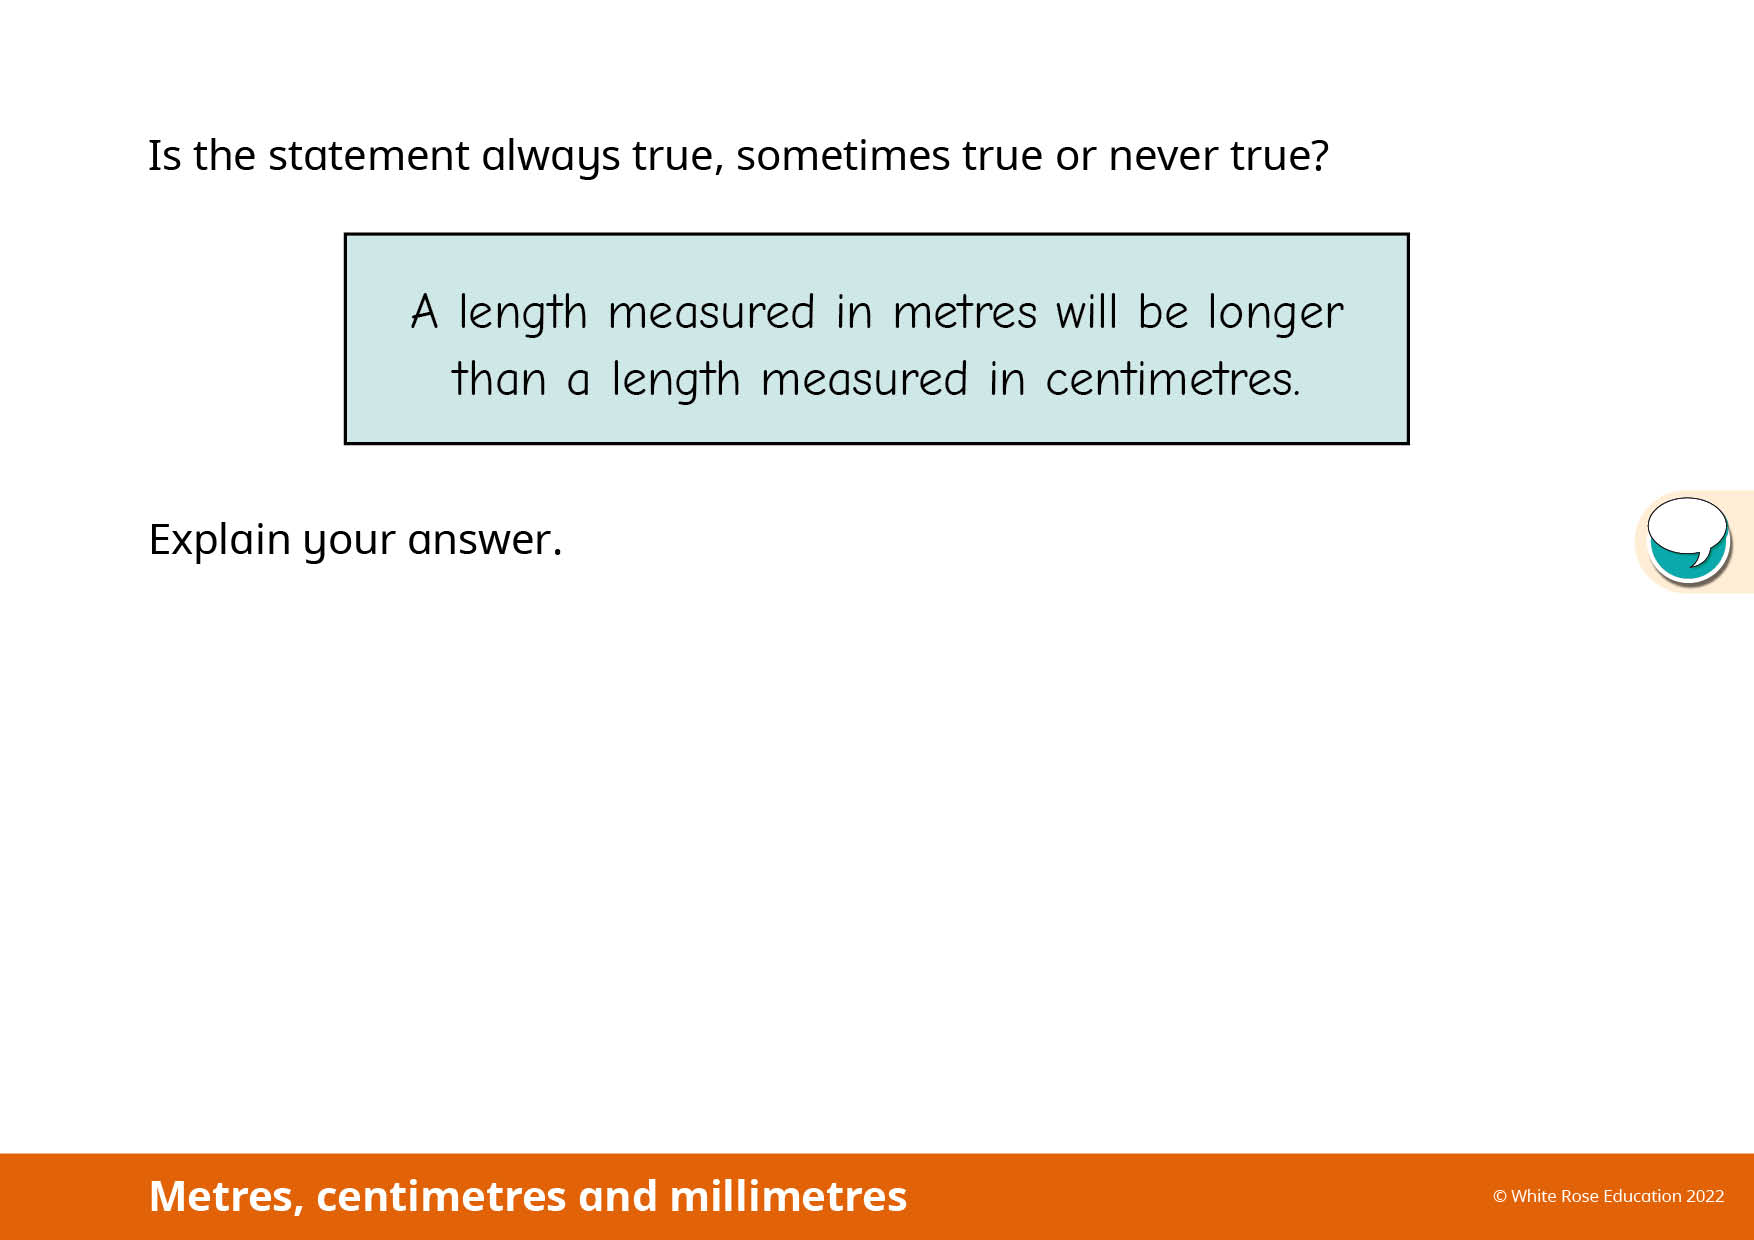 Is the statement always true, sometimes true or never true?
A length measured in metres will be longer
than a length measured in centimetres.
Explain your answer.
Metres, centimetres and millimetres
© White Rose Education 2022